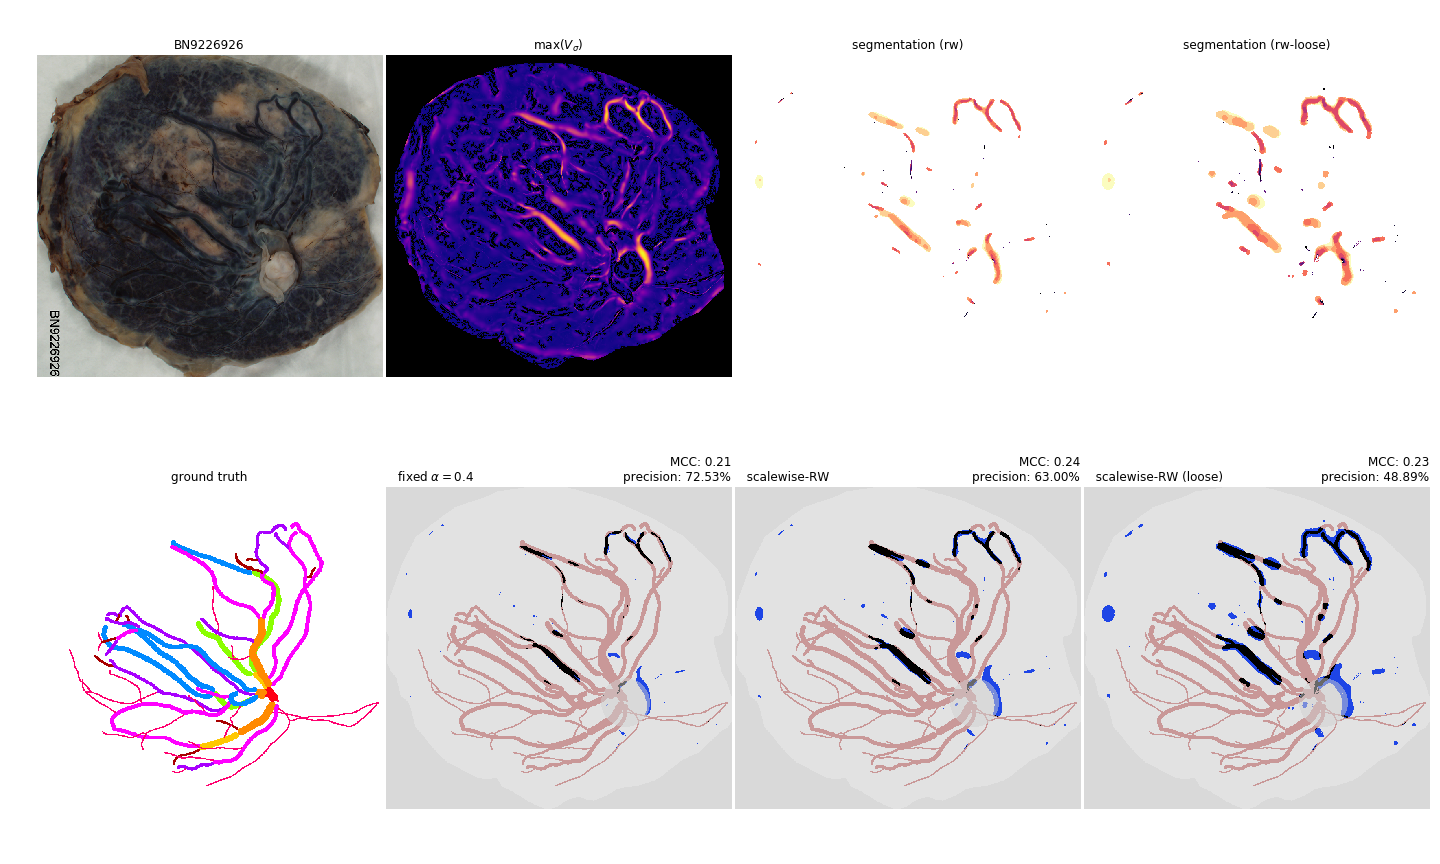 BN9226926
max(Vσ)
segmentation (rw)
segmentation (rw-loose)
BN9226926
ground truth
fixed α = 0.4
MCC: 0.21
precision: 72.53%
scalewise-RW
MCC: 0.24
precision: 63.00%
scalewise-RW (loose)
MCC: 0.23
precision: 48.89%